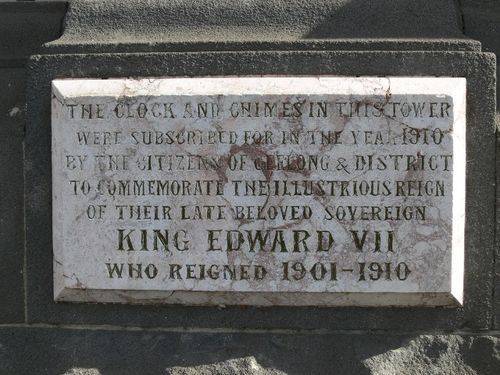 THE CLOCK AND CHIMES IN THIS TOWER
WERE SUBSCRIBED FOR IN THE YEAR 1910
BY THE CITIZENS OF GEELONG & DISTRICT
TO COMMEMORATE THE ILLUSTRIOUS REIGN
OF THEIR LATE BELOVED SOVEREIGN
KING EDWARD VII
WHO REIGNED 1901-1910